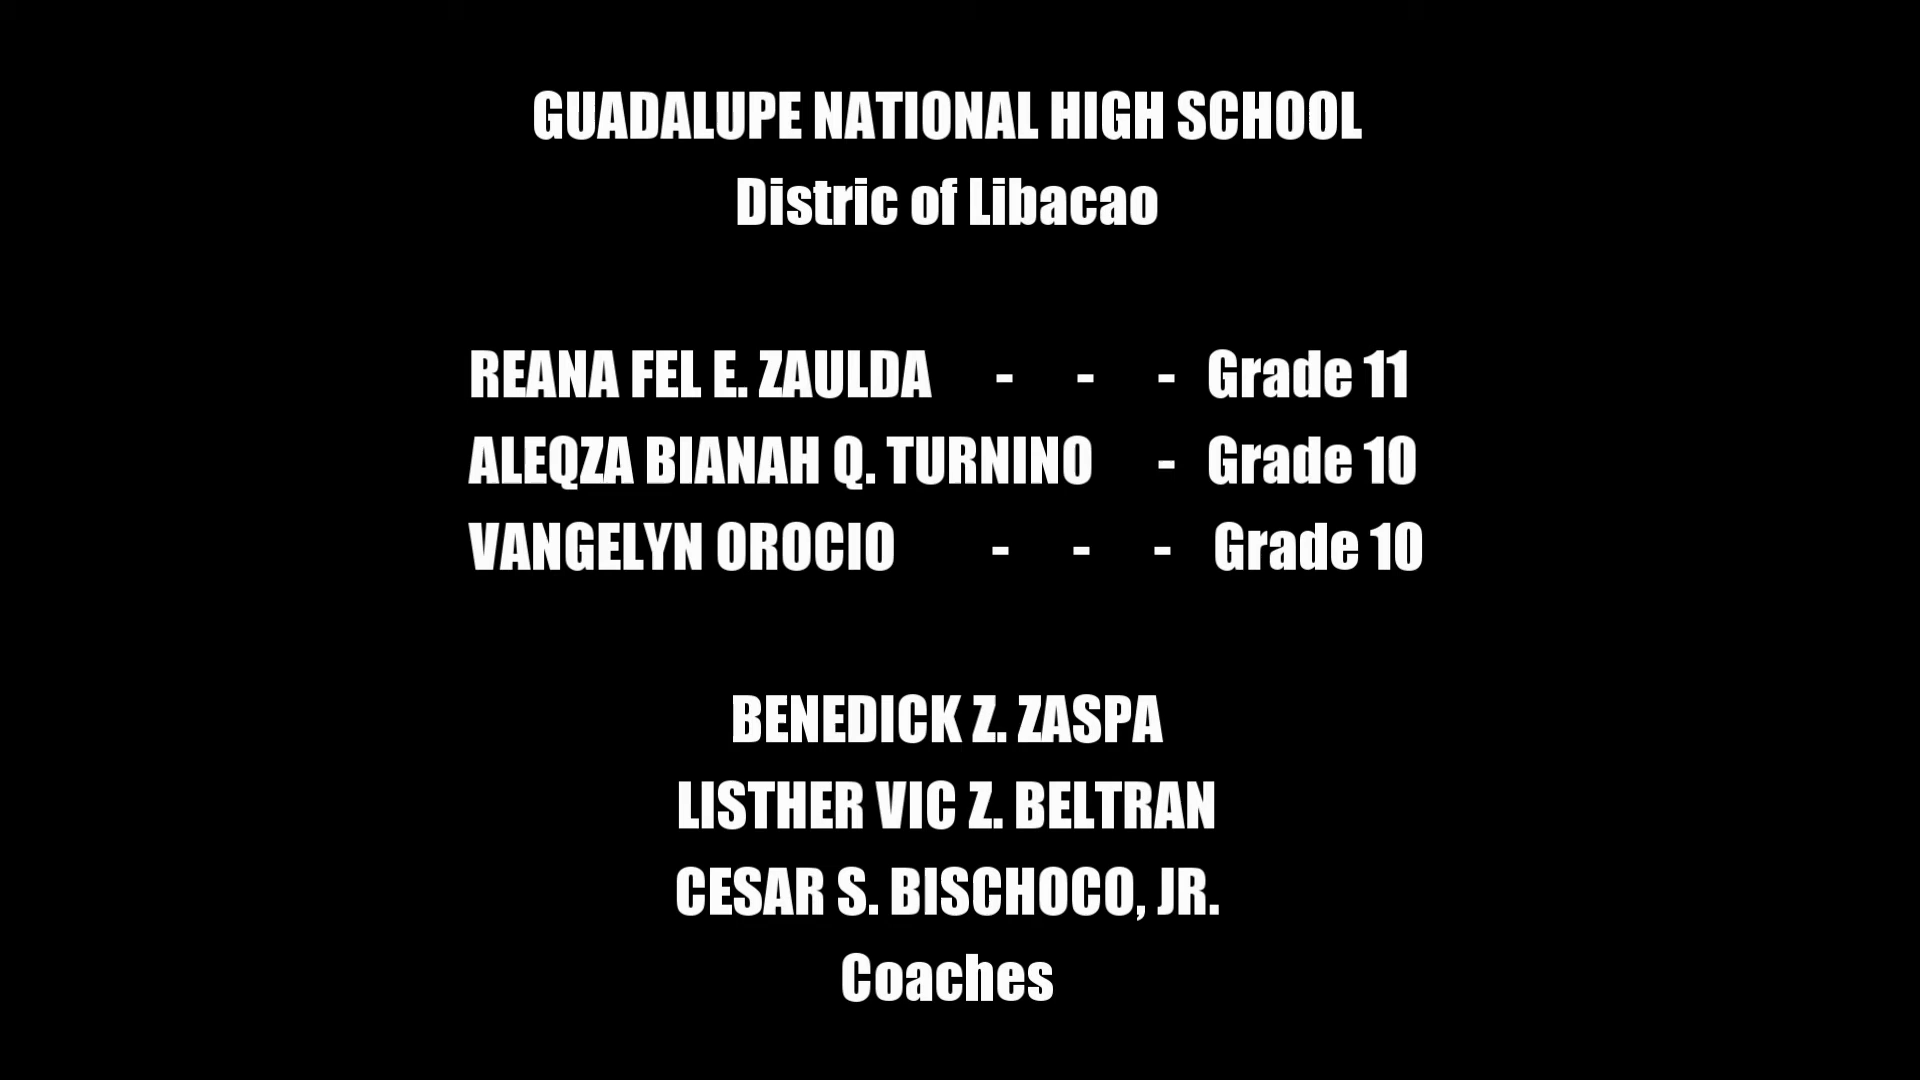 GUADALUPE NATIONAL HIGH SCHOOL
Distric of Libacao
REANA FEL E. ZAULDA - - - Grade 11
ALEQZA BIANAH Q. TURNINO - Grade 10
VANGELYN OROCIO - - - Grade 10
BENEDICK Z. ZASPA
LISTHER VIC Z. BELTRAN
CESAR S. BISCHOCO, JR.
Coaches